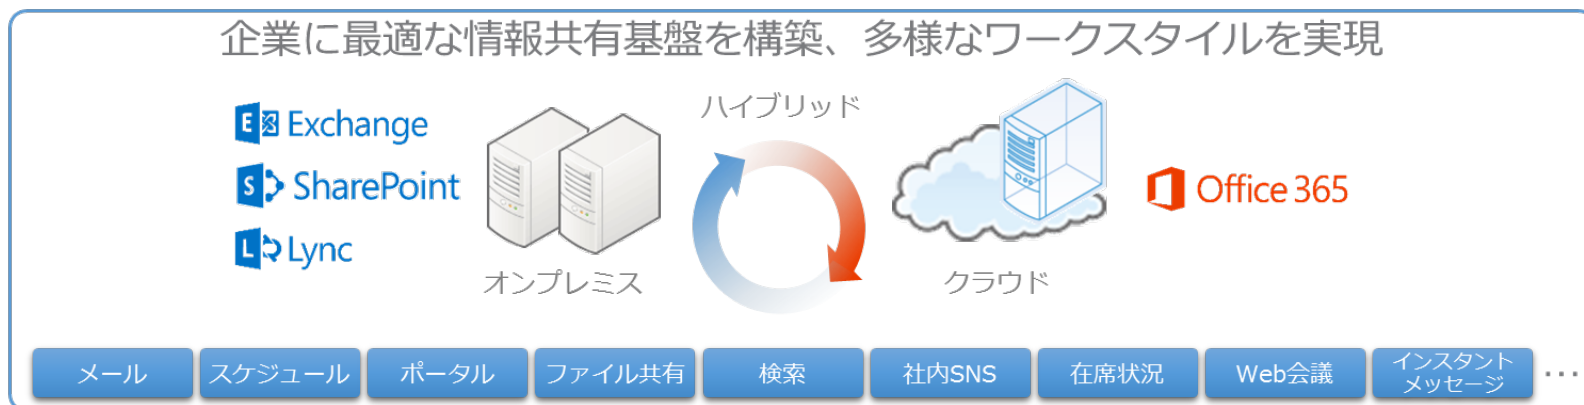 企業に最適な情報共有基盤を構築、多様なワークスタイルを実現
ハイブリッド
E Exchange
S SharePoint
L Lync
オンプレミス
クラウド
Office 365
メール
スケジュール
ポータル
ファイル共有
検索
社内SNS
在席状況
Web会議
インスタント
メッセージ
…